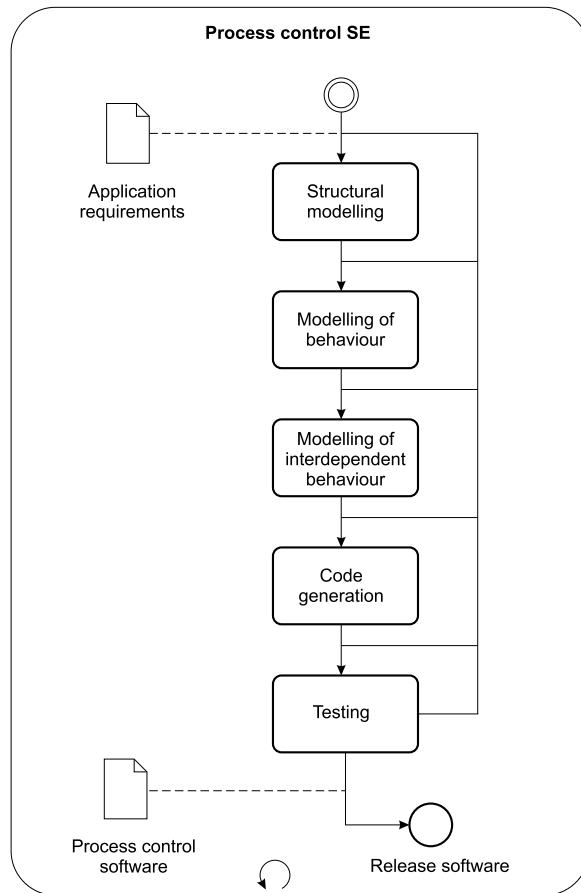 Process control SE
Application
requirements
Structural
modelling
Modelling of
behaviour
Modelling of
interdependent
behaviour
Code
generation
Testing
Process control
software
Release software